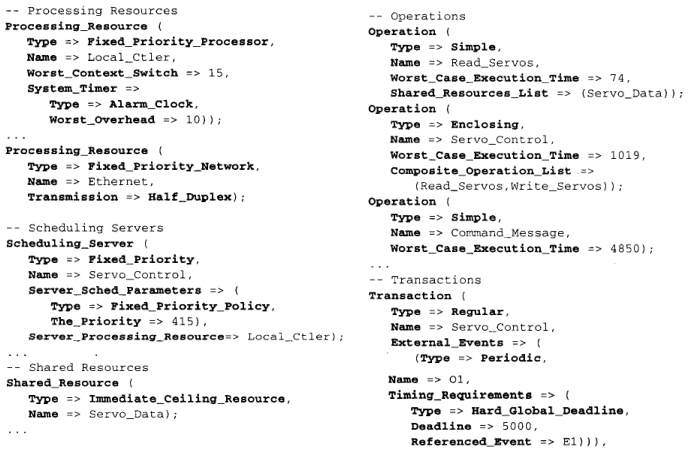 -- Processing Resources
Processing_Resource (
Type => Fixed_Priority_Processor,
Name => Local_Ctler,
Worst_Context_Switch => 15,
System_Timer =>
Type => Alarm_Clock,
Worst_Overhead => 10));
...
Processing_Resource (
Type => Fixed_Priority_Network,
Name => Ethernet,
Transmission => Half_Duplex);
-- Scheduling Servers
Scheduling_Server (
Type => Fixed_Priority,
Name => Servo_Control,
Server_Sched_Parameters => (
Type => Fixed_Priority_Policy,
The_Priority => 415),
Server_Processing_Resource=> Local_Ctler);
...
-- Shared Resources
Shared_Resource (
Type => Immediate_Ceiling_Resource,
Name => Servo_Data);
...
-- Operations
Operation (
Type => Simple,
Name => Read_Servos,
Worst_Case_Execution_Time => 74,
Shared_Resources_List => (Servo_Data));
Operation (
Type => Enclosing,
Name => Servo_Control,
Worst_Case_Execution_Time => 1019,
Composite_Operation_List =>
(Read_Servos,Write_Servos));
Operation (
Type => Simple,
Name => Command_Message,
Worst_Case_Execution_Time => 4850);
...
-- Transactions
Transaction (
Type => Regular,
Name => Servo_Control,
External_Events => (
(Type => Periodic,
Name => O1,
Timing_Requirements => (
Type => Hard_Global_Deadline,
Deadline => 5000,
Referenced_Event => E1))),